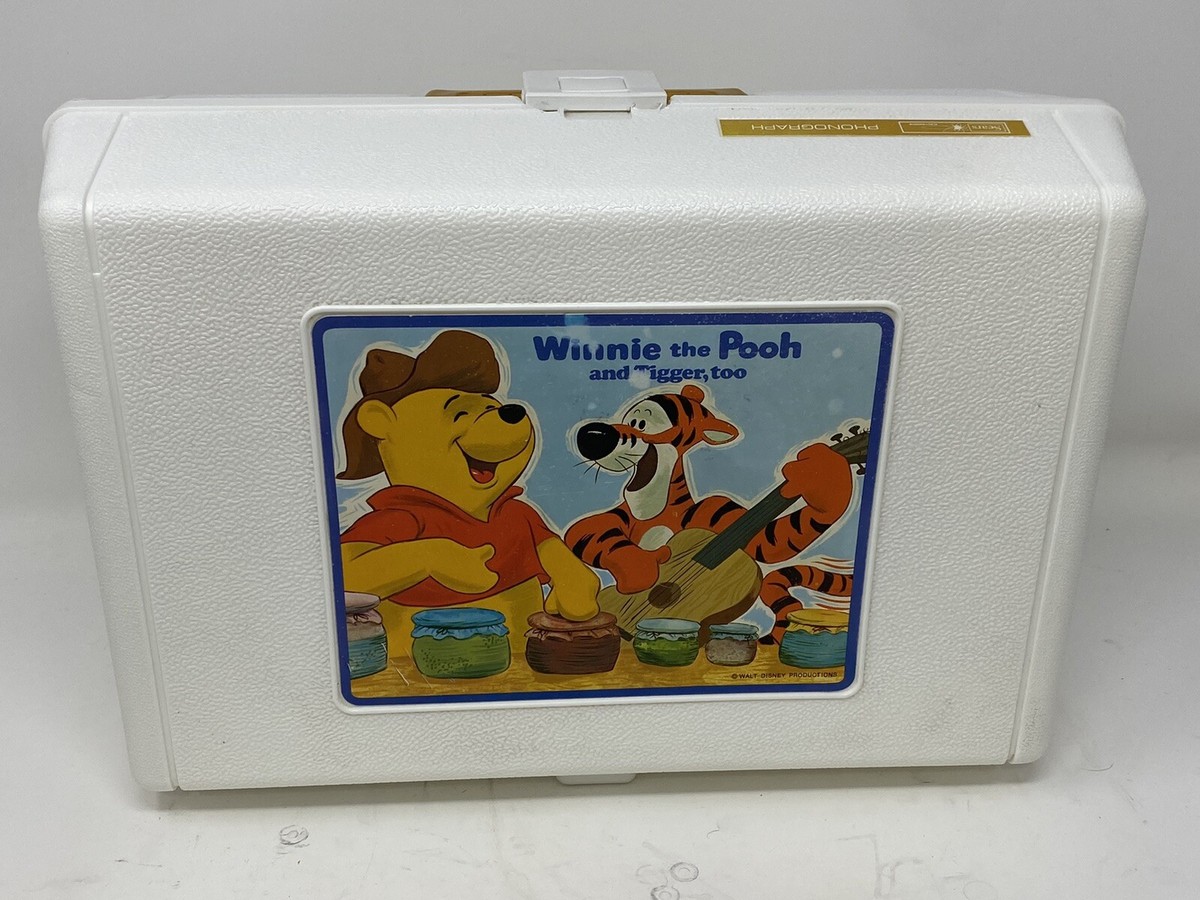 Sears PHONOGRAPH
Winnie the Pooh
and Tigger, too
© WALT DISNEY PRODUCTIONS